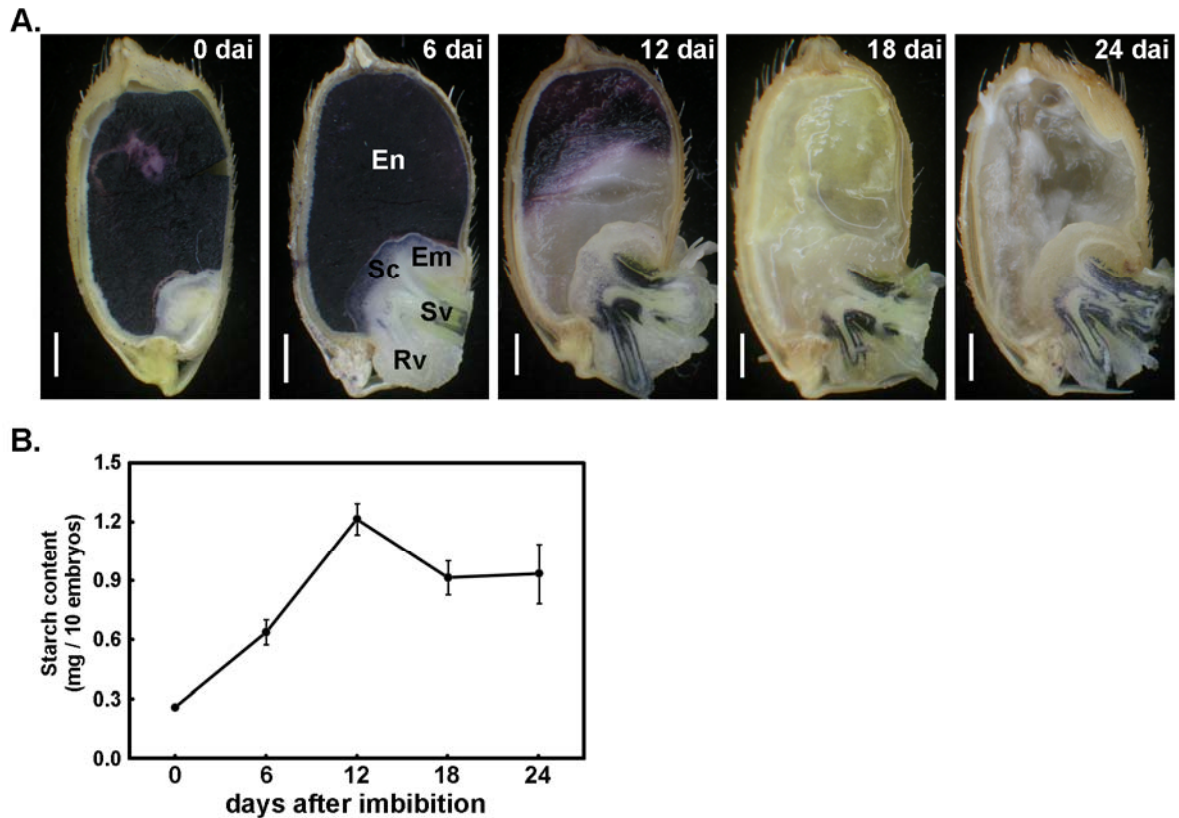 A.
0 dai
6 dai
12 dai
18 dai
24 dai
En
Em
Sc
Sv
Rv
B.
1.5
1.2
0.9
0.6
0.3
0.0
Starch content
(mg / 10 embryos)
0 6 12 18 24
days after imbibition